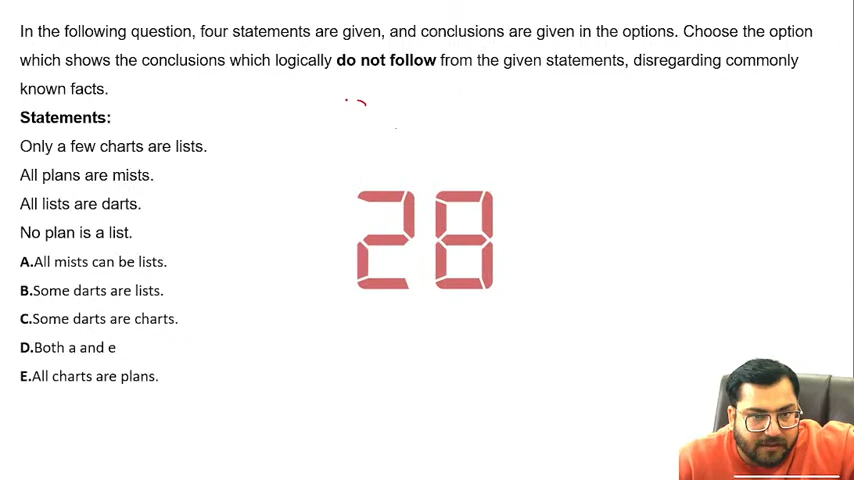 In the following question, four statements are given, and conclusions are given in the options. Choose the option
which shows the conclusions which logically do not follow from the given statements, disregarding commonly
known facts.
Statements:
Only a few charts are lists.
All plans are mists.
All lists are darts.
No plan is a list.
A.All mists can be lists.
B.Some darts are lists.
C.Some darts are charts.
D.Both a and e
E.All charts are plans.
28